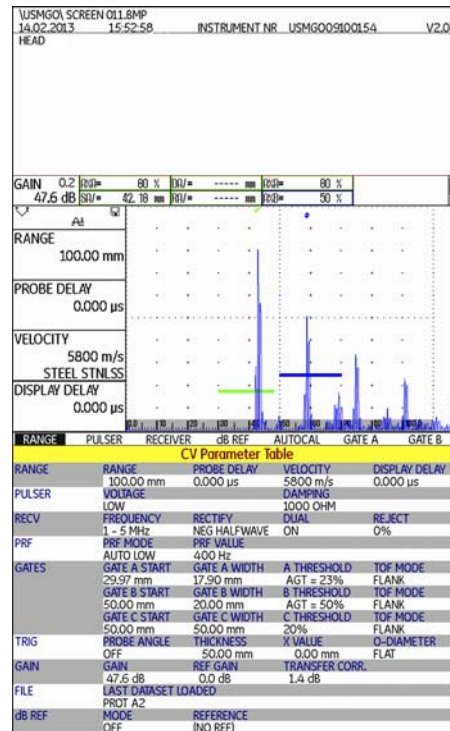 \USMGO\ SCREEN 011.BMP
14.02.2013 15:52:58 INSTRUMENT NR USMGO09100154 V2.0
HEAD
GAIN 0.2 80 % DA/= ----- mm 80 %
47.6 dB SA/= 42.18 mm RA/= ----- mm 50 %
RANGE
100.00 mm
PROBE DELAY
0.000 µs
VELOCITY
5800 m/s
STEEL STNLSS
DISPLAY DELAY
0.000 µs
RANGE PULSER RECEIVER dB REF AUTOCAL GATE A GATE B
CV Parameter Table
RANGE RANGE PROBE DELAY VELOCITY DISPLAY DELAY
100.00 mm 0.000 µs 5800 m/s 0.000 µs
PULSER VOLTAGE DAMPING
LOW 1000 OHM
RECV FREQUENCY RECTIFY DUAL REJECT
1 - 5 MHz NEG HALFWAVE ON 0%
PRF PRF MODE PRF VALUE
AUTO LOW 400 Hz
GATES GATE A START GATE A WIDTH A THRESHOLD TOF MODE
29.97 mm 17.90 mm AGT = 23% FLANK
GATE B START GATE B WIDTH B THRESHOLD TOF MODE
50.00 mm 20.00 mm AGT = 50% FLANK
GATE C START GATE C WIDTH C THRESHOLD TOF MODE
50.00 mm 50.00 mm 20% FLANK
TRIG PROBE ANGLE THICKNESS X VALUE O-DIAMETER
OFF 50.00 mm 0.00 mm FLAT
GAIN GAIN REF GAIN TRANSFER CORR.
47.6 dB 0.0 dB 1.4 dB
FILE LAST DATASET LOADED
PROT A2
dB REF MODE REFERENCE
OFF (NO REF)